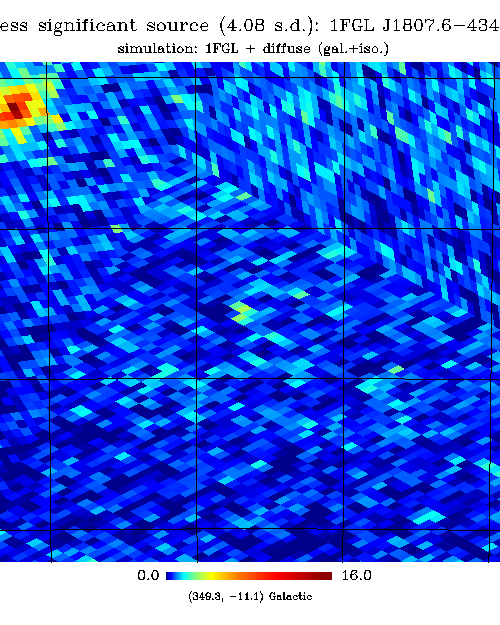 ess significant source (4.08 s.d.): 1FGL J1807.6−434
simulation: 1FGL + diffuse (gal.+iso.)
0.0 16.0
(349.3, −11.1) Galactic